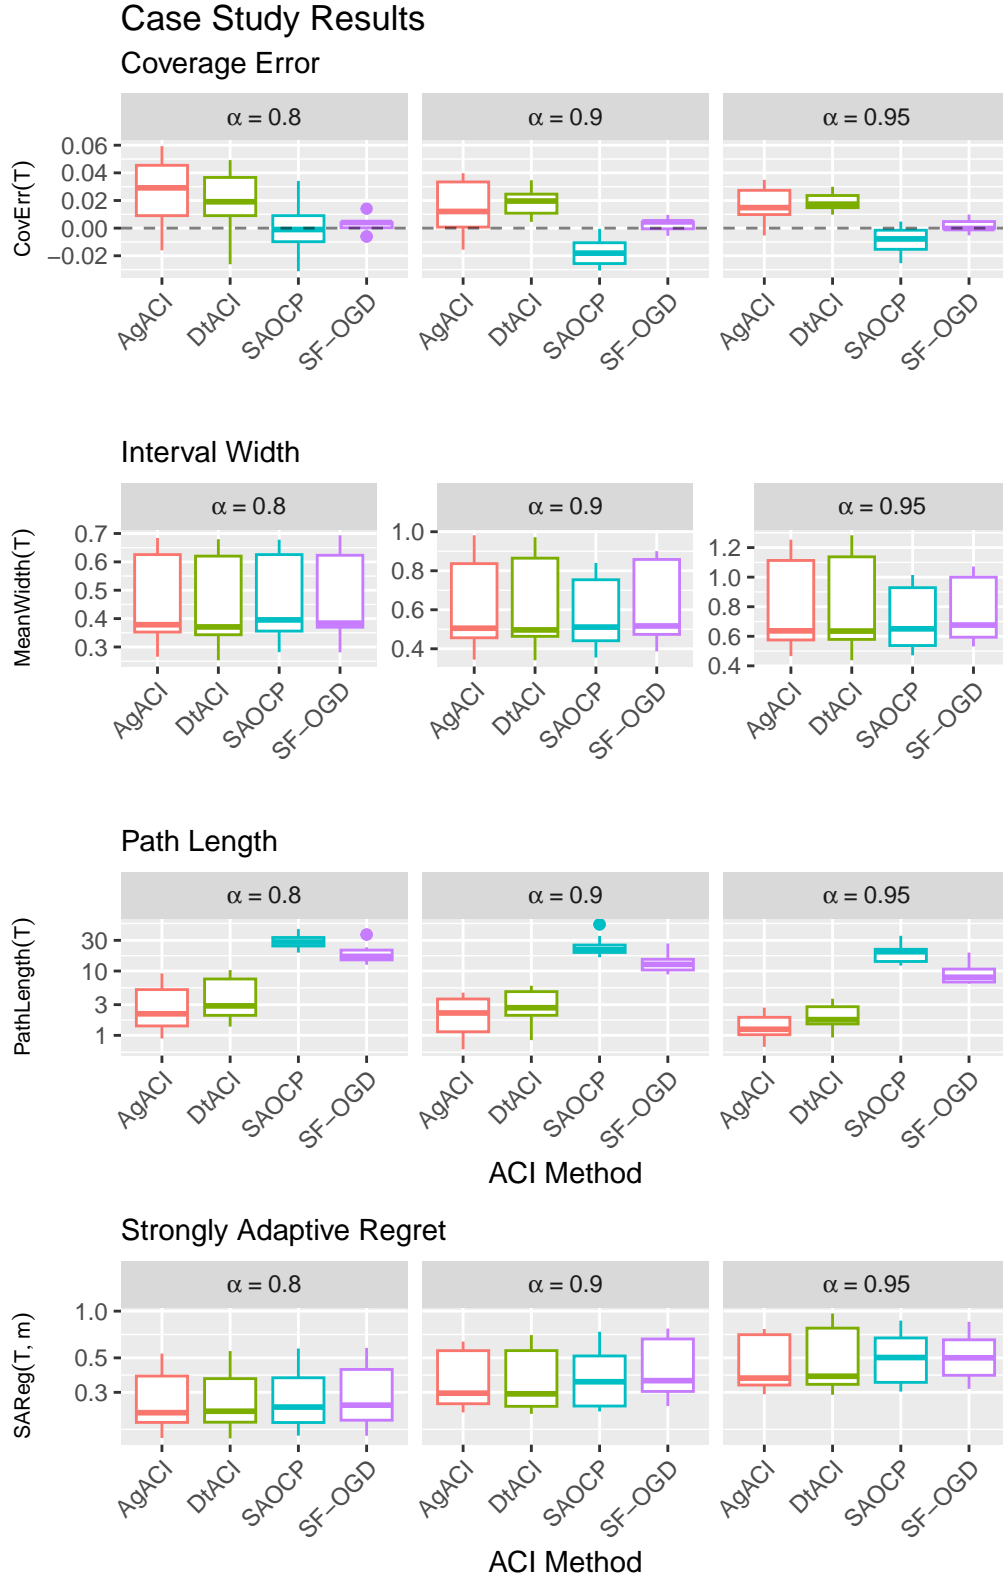 Case Study Results
Coverage Error
α = 0.8 α = 0.9 α = 0.95
CovErr(T)
0.06
0.04
0.02
0.00
−0.02
AgACI DtACI SAOCP SF−OGD AgACI DtACI SAOCP SF−OGD AgACI DtACI SAOCP SF−OGD
Interval Width
α = 0.8 α = 0.9 α = 0.95
MeanWidth(T)
0.7
0.6
0.5
0.4
0.3
1.0
0.8
0.6
0.4
1.2
1.0
0.8
0.6
0.4
AgACI DtACI SAOCP SF−OGD AgACI DtACI SAOCP SF−OGD AgACI DtACI SAOCP SF−OGD
Path Length
α = 0.8 α = 0.9 α = 0.95
PathLength(T)
30
10
3
1
AgACI DtACI SAOCP SF−OGD AgACI DtACI SAOCP SF−OGD AgACI DtACI SAOCP SF−OGD
ACI Method
Strongly Adaptive Regret
α = 0.8 α = 0.9 α = 0.95
SAReg(T, m)
1.0
0.5
0.3
AgACI DtACI SAOCP SF−OGD AgACI DtACI SAOCP SF−OGD AgACI DtACI SAOCP SF−OGD
ACI Method